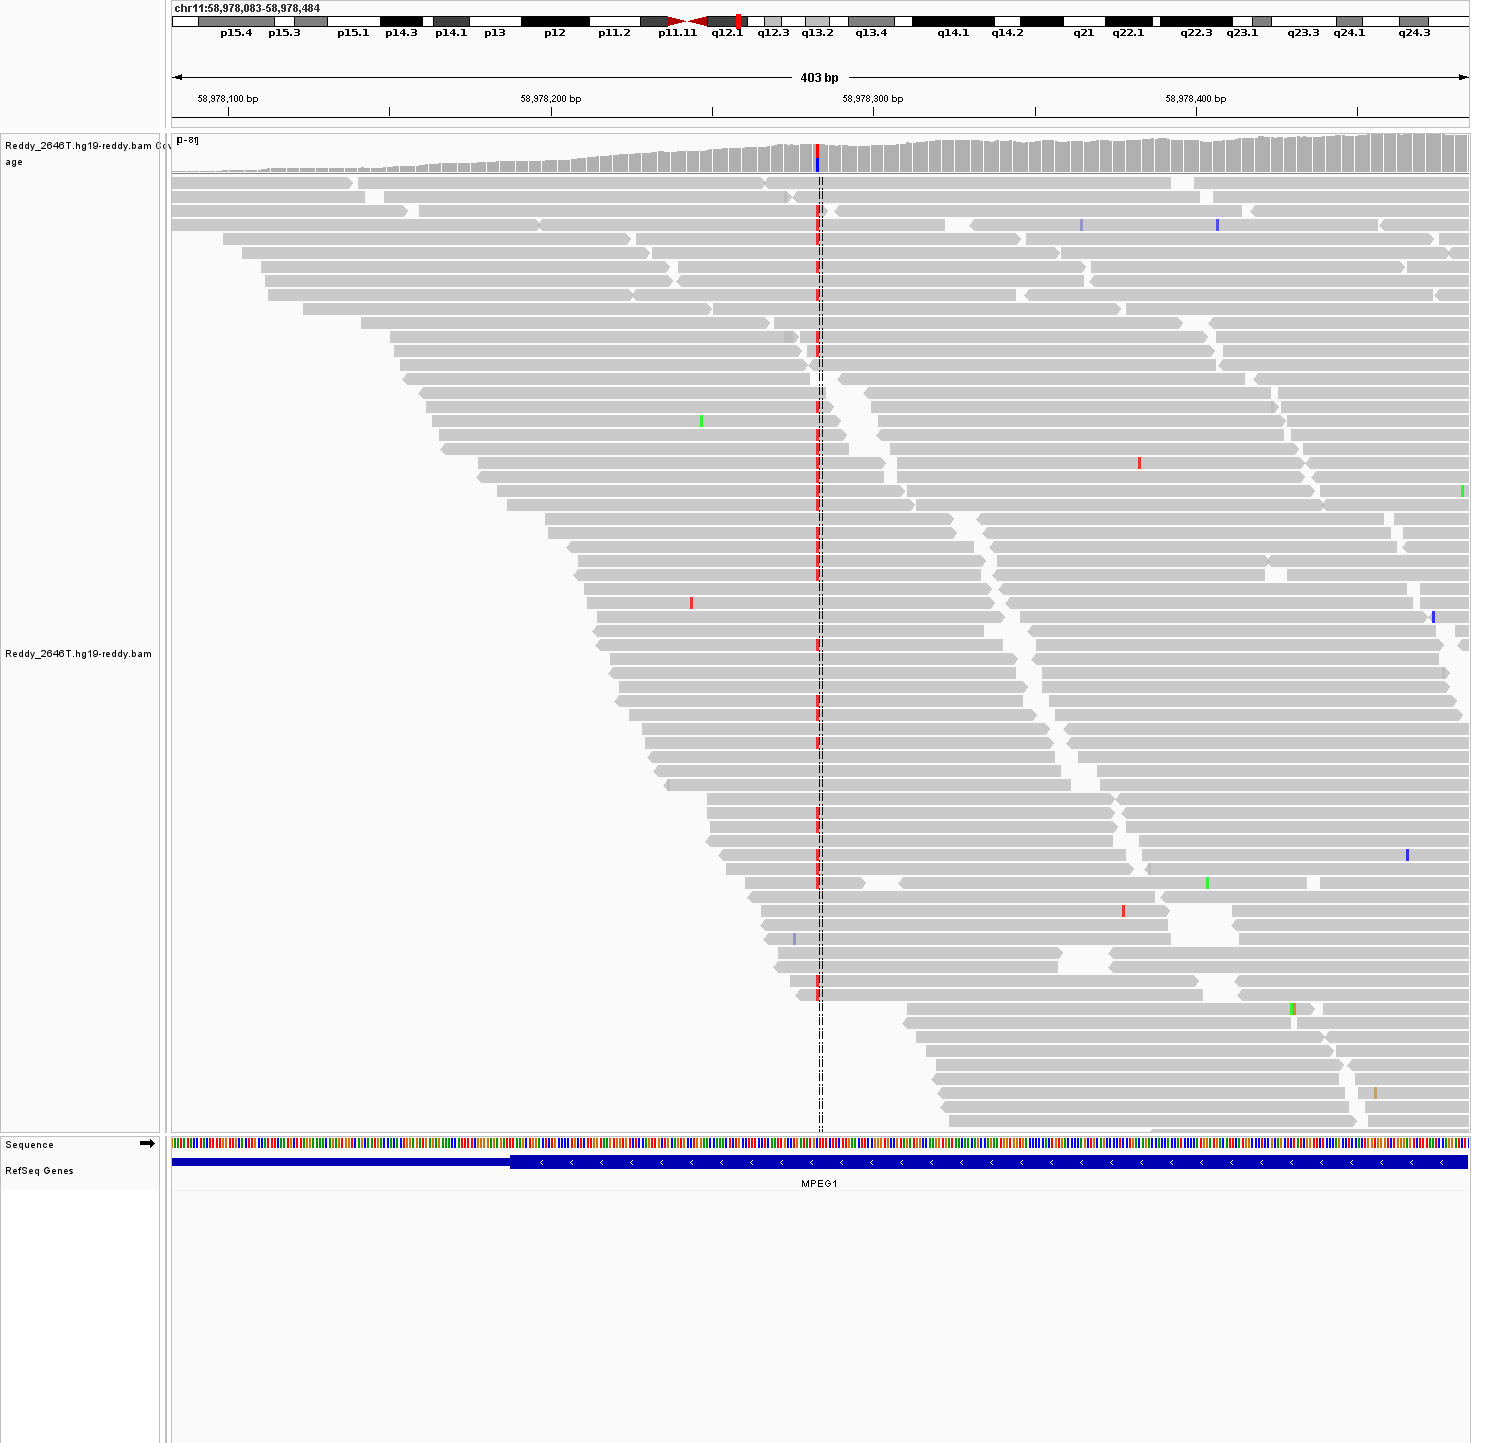 chr11:58,978,083-58,978,484
p15.4 p15.3 p15.1 p14.3 p14.1 p13 p12 p11.2 p11.11 q12.1 q12.3 q13.2 q13.4 q14.1 q14.2 q21 q22.1 q22.3 q23.1 q23.3 q24.1 q24.3
403 bp
58,978,100 bp 58,978,200 bp 58,978,300 bp 58,978,400 bp
[0-81]
Reddy_2646T.hg19-reddy.bam Cov
age
Reddy_2646T.hg19-reddy.bam
Sequence
RefSeq Genes
MPEG1